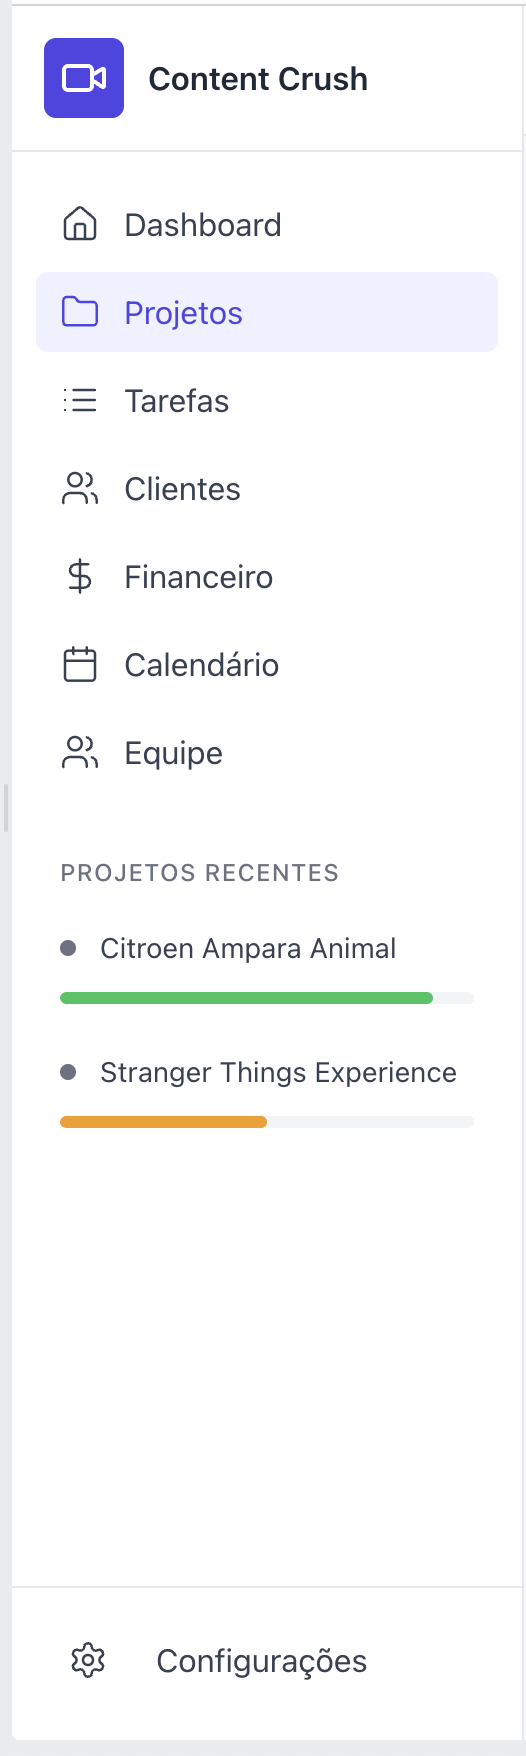 Content Crush
Dashboard
Projetos
Tarefas
Clientes
Financeiro
Calendário
Equipe
PROJETOS RECENTES
Citroen Ampara Animal
Stranger Things Experience
Configurações